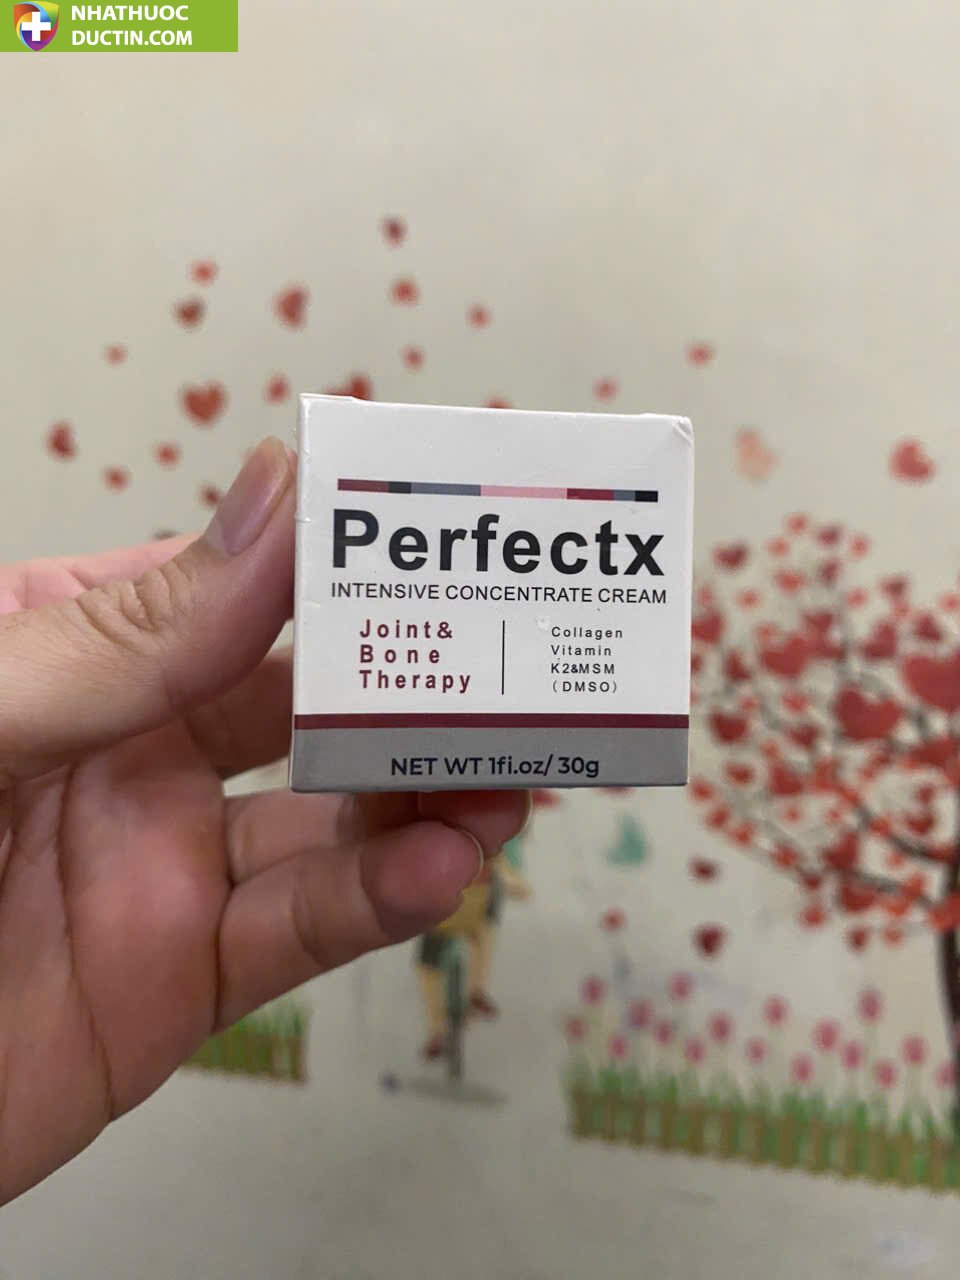 NHATHUOC
DUCTIN.COM
Perfectx
INTENSIVE CONCENTRATE CREAM
Joint&
Bone
Therapy
Collagen
Vitamin
K2&MSM
(DMSO)
NET WT 1fi.oz/ 30g